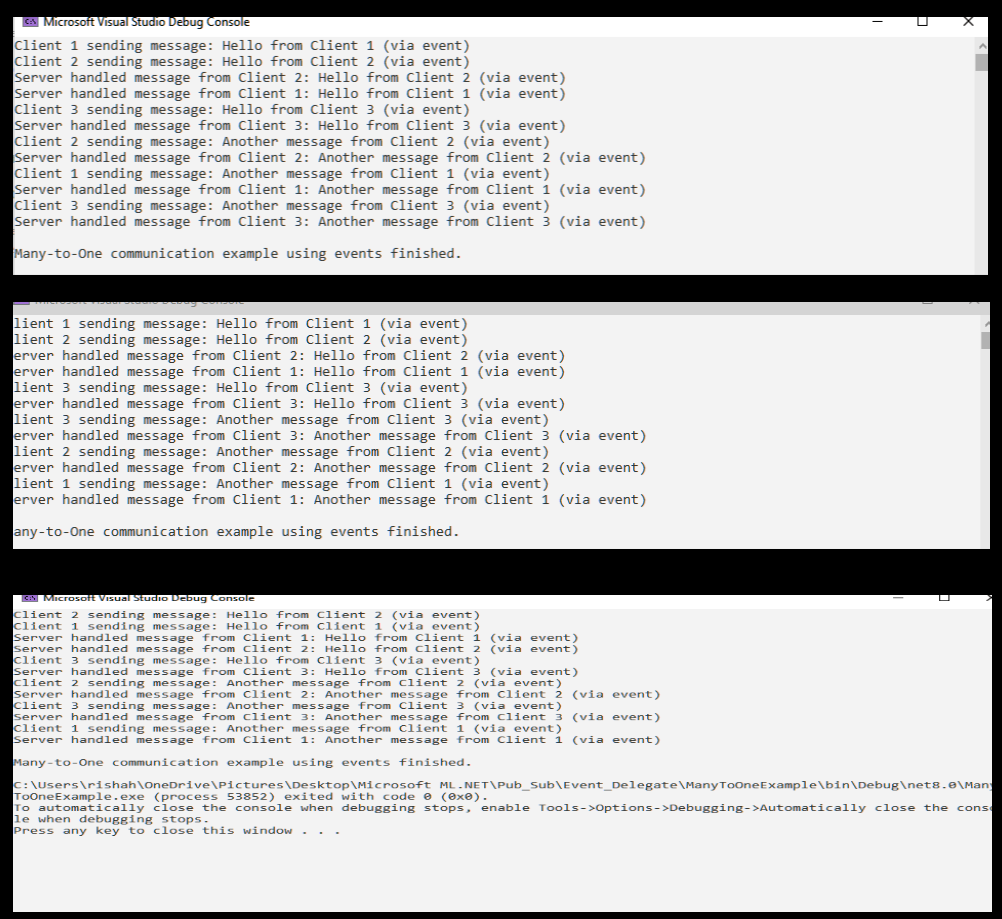 Microsoft Visual Studio Debug Console
Client 1 sending message: Hello from Client 1 (via event)
Client 2 sending message: Hello from Client 2 (via event)
Server handled message from Client 2: Hello from Client 2 (via event)
Server handled message from Client 1: Hello from Client 1 (via event)
Client 3 sending message: Hello from Client 3 (via event)
Server handled message from Client 3: Hello from Client 3 (via event)
Client 2 sending message: Another message from Client 2 (via event)
Server handled message from Client 2: Another message from Client 2 (via event)
Client 1 sending message: Another message from Client 1 (via event)
Server handled message from Client 1: Another message from Client 1 (via event)
Client 3 sending message: Another message from Client 3 (via event)
Server handled message from Client 3: Another message from Client 3 (via event)
Many-to-One communication example using events finished.
Microsoft Visual Studio Debug Console
lient 1 sending message: Hello from Client 1 (via event)
lient 2 sending message: Hello from Client 2 (via event)
erver handled message from Client 2: Hello from Client 2 (via event)
erver handled message from Client 1: Hello from Client 1 (via event)
lient 3 sending message: Hello from Client 3 (via event)
erver handled message from Client 3: Hello from Client 3 (via event)
lient 3 sending message: Another message from Client 3 (via event)
erver handled message from Client 3: Another message from Client 3 (via event)
lient 2 sending message: Another message from Client 2 (via event)
erver handled message from Client 2: Another message from Client 2 (via event)
lient 1 sending message: Another message from Client 1 (via event)
erver handled message from Client 1: Another message from Client 1 (via event)
any-to-One communication example using events finished.
Microsoft Visual Studio Debug Console
Client 2 sending message: Hello from Client 2 (via event)
Client 1 sending message: Hello from Client 1 (via event)
Server handled message from Client 1: Hello from Client 1 (via event)
Server handled message from Client 2: Hello from Client 2 (via event)
Client 3 sending message: Hello from Client 3 (via event)
Server handled message from Client 3: Hello from Client 3 (via event)
Client 2 sending message: Another message from Client 2 (via event)
Server handled message from Client 2: Another message from Client 2 (via event)
Client 3 sending message: Another message from Client 3 (via event)
Server handled message from Client 3: Another message from Client 3 (via event)
Client 1 sending message: Another message from Client 1 (via event)
Server handled message from Client 1: Another message from Client 1 (via event)
Many-to-One communication example using events finished.
C:\Users\rishah\OneDrive\Pictures\Desktop\Microsoft ML.NET\Pub_Sub\Event_Delegate\ManyToOneExample\bin\Debug\net8.0\Man
ToOneExample.exe (process 53852) exited with code 0 (0x0).
To automatically close the console when debugging stops, enable Tools->Options->Debugging->Automatically close the conso
le when debugging stops.
Press any key to close this window . . .